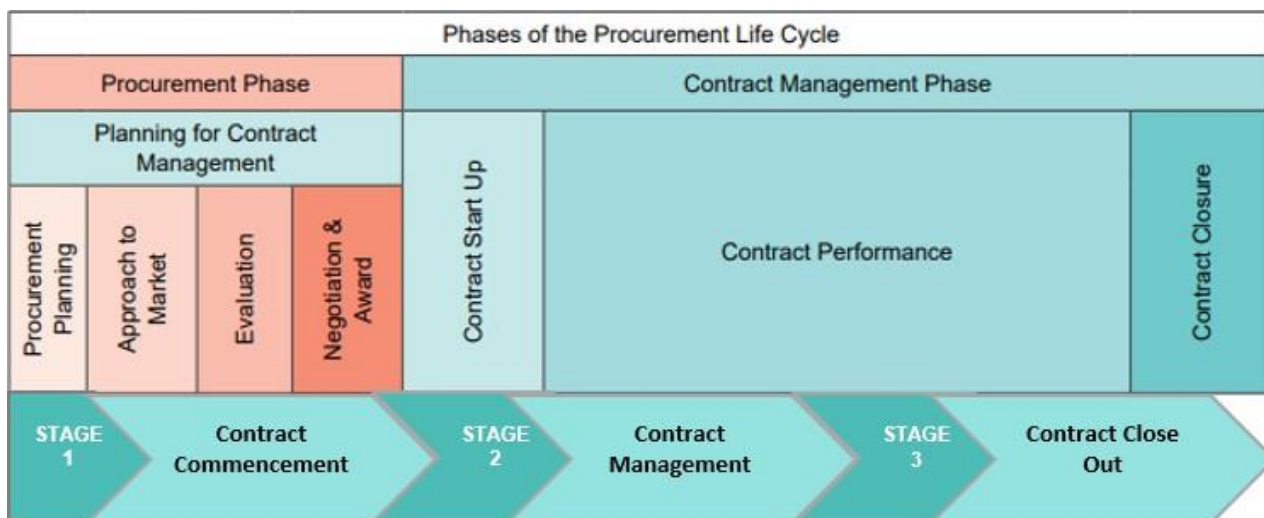 Phases of the Procurement Life Cycle
Procurement Phase
Contract Management Phase
Planning for Contract
Management
Procurement
Planning
Approach to
Market
Evaluation
Negotiation &
Award
Contract Start Up
Contract Performance
Contract Closure
STAGE
1
Contract
Commencement
STAGE
2
Contract
Management
STAGE
3
Contract Close
Out